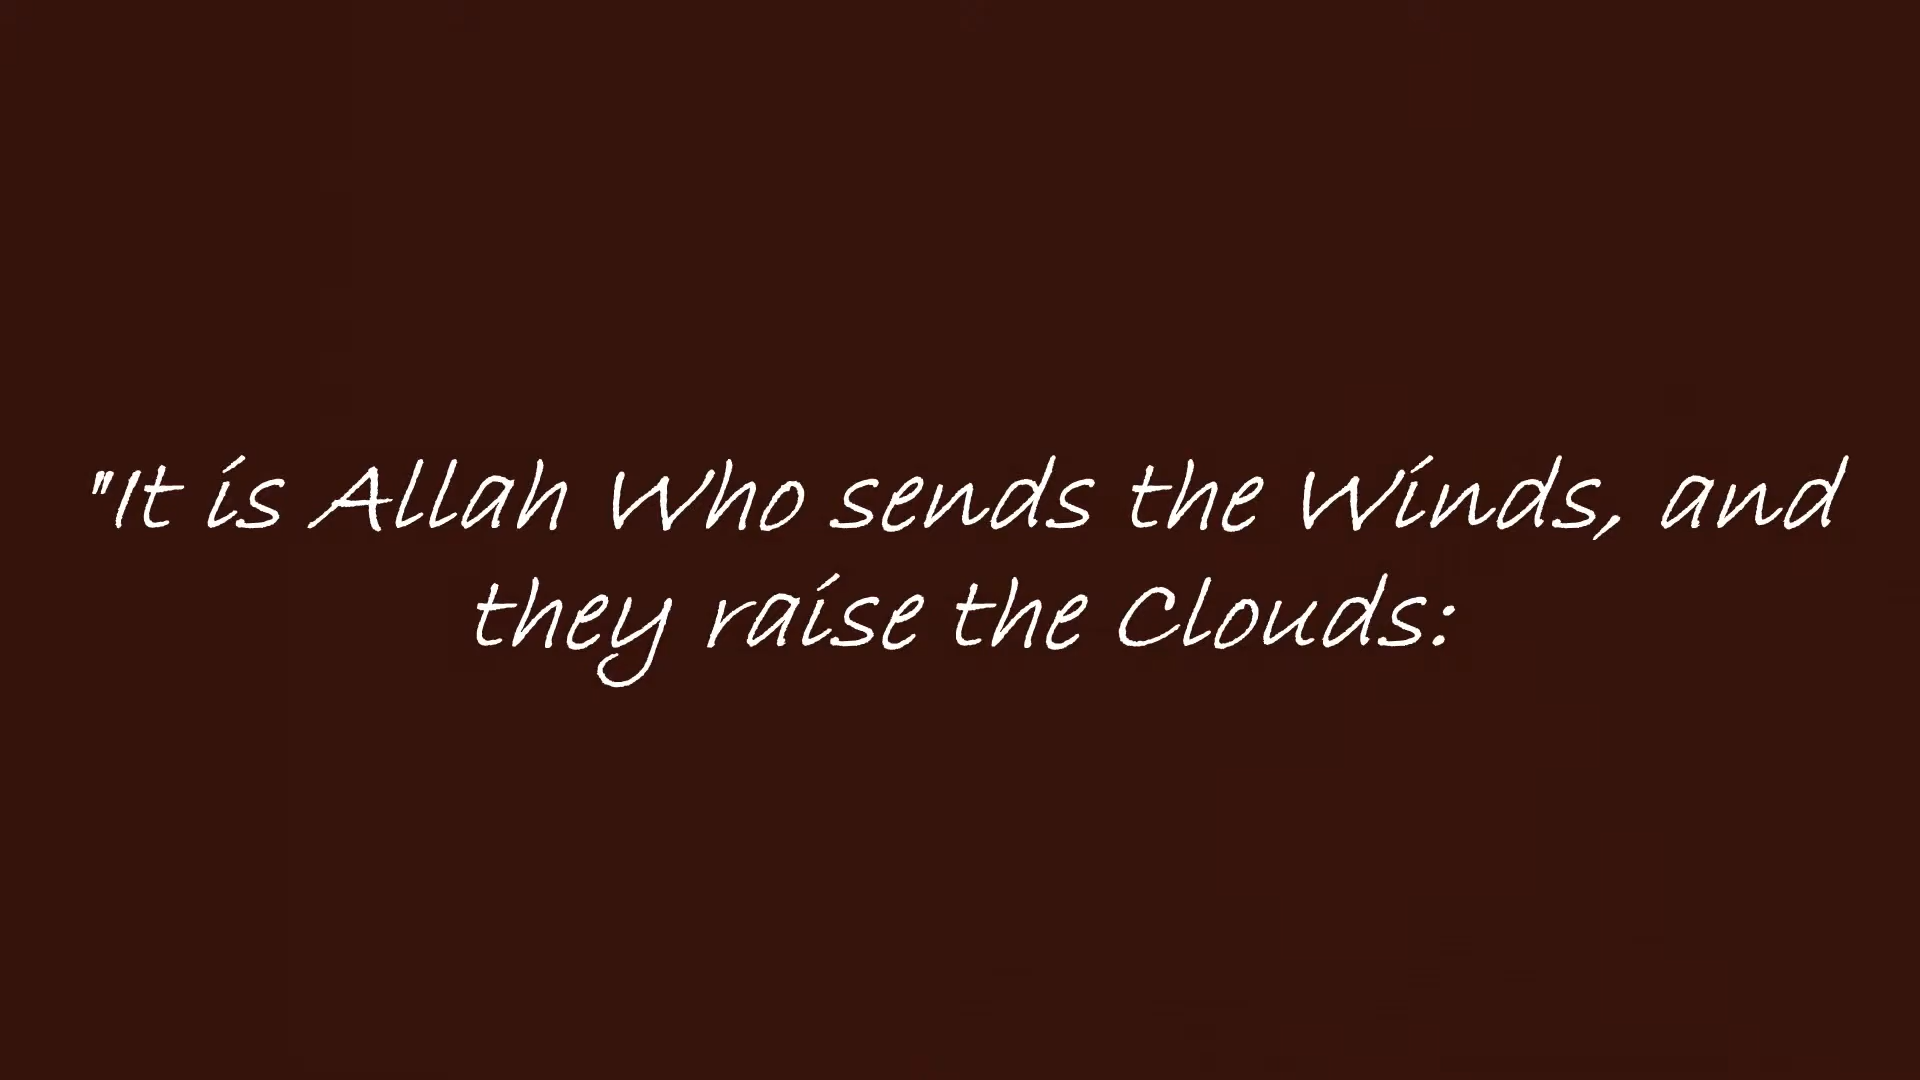 "It is Allah Who sends the Winds, and
they raise the Clouds: